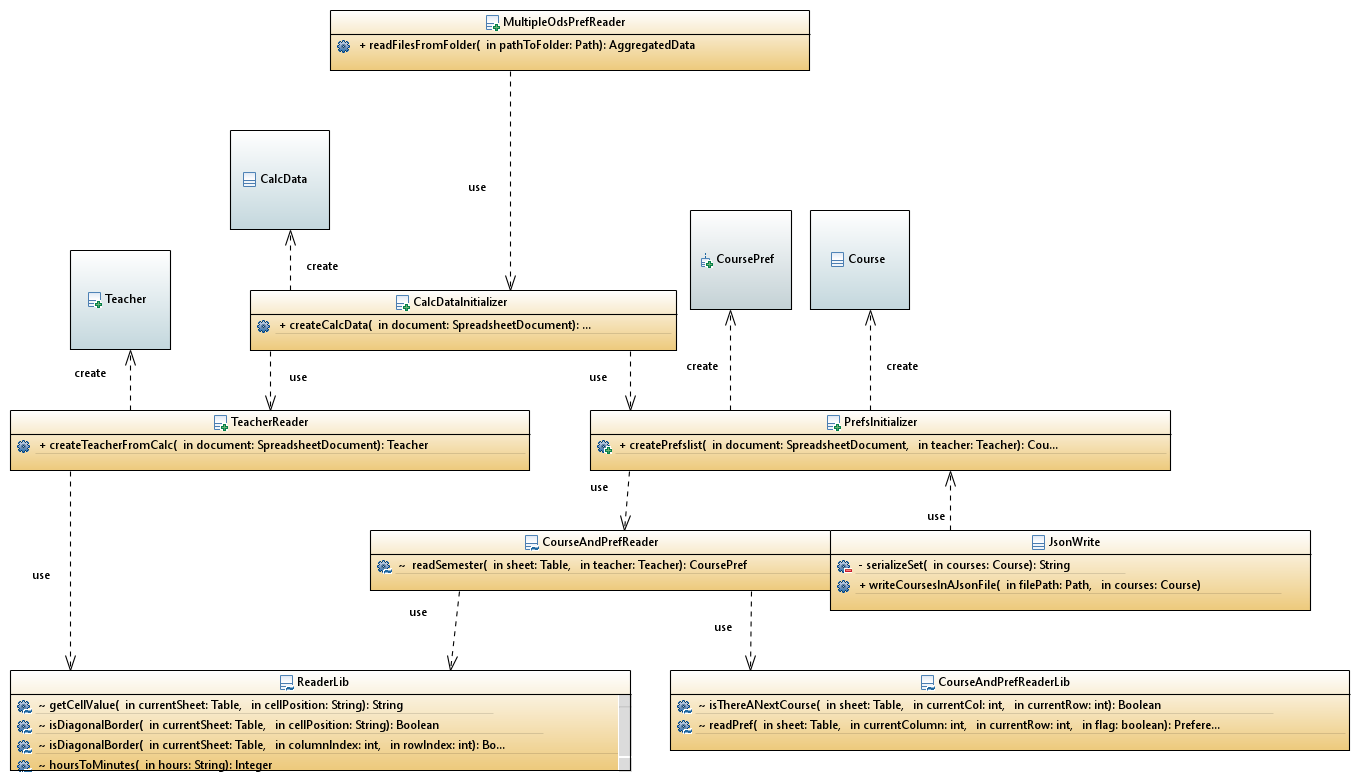 MultipleOdsPrefReader
+ readFilesFromFolder(  in pathToFolder: Path): AggregatedData
use
CalcData
create
CoursePref
Course
Teacher
create
CalcDataInitializer
+ createCalcData(  in document: SpreadsheetDocument): ...
use
use
create
create
TeacherReader
+ createTeacherFromCalc(  in document: SpreadsheetDocument): Teacher
PrefsInitializer
+ createPrefslist(  in document: SpreadsheetDocument,   in teacher: Teacher): Cou...
use
use
use
CourseAndPrefReader
~  readSemester(  in sheet: Table,   in teacher: Teacher): CoursePref
JsonWrite
- serializeSet(  in courses: Course): String
+ writeCoursesInAJsonFile(  in filePath: Path,   in courses: Course)
use
use
ReaderLib
~ getCellValue(  in currentSheet: Table,   in cellPosition: String): String
~ isDiagonalBorder(  in currentSheet: Table,   in cellPosition: String): Boolean
~ isDiagonalBorder(  in currentSheet: Table,   in columnIndex: int,   in rowIndex: int): Bo...
~ hoursToMinutes(  in hours: String): Integer
CourseAndPrefReaderLib
~ isThereANextCourse(  in sheet: Table,   in currentCol: int,   in currentRow: int): Boolean
~ readPref(  in sheet: Table,   in currentColumn: int,   in currentRow: int,   in flag: boolean): Prefere...